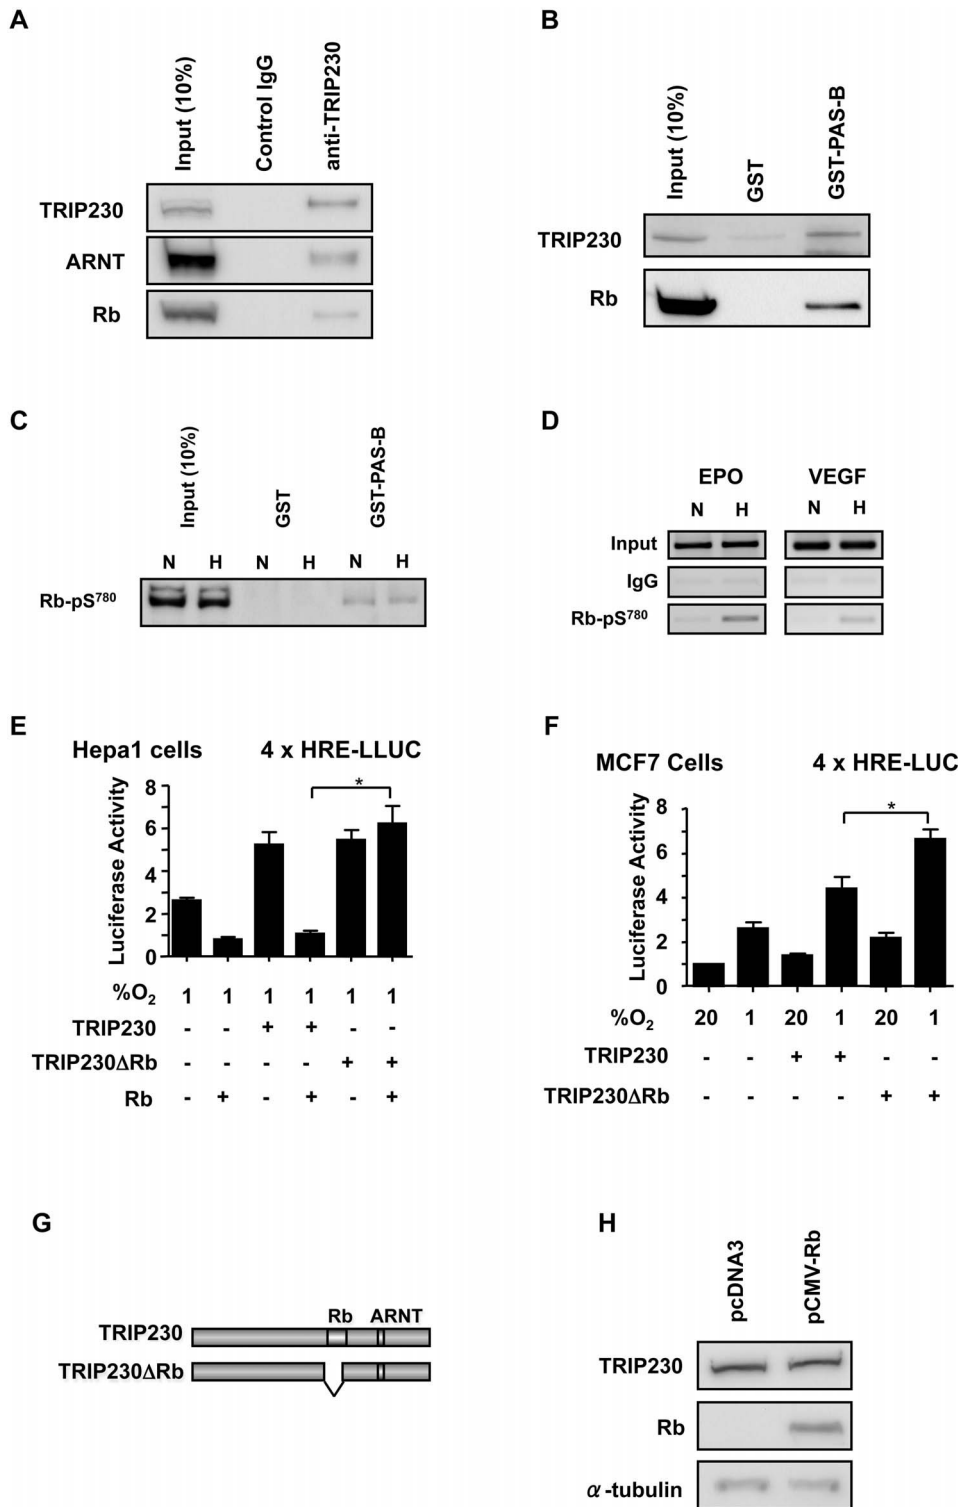 A
Input (10%)
Control IgG
anti-TRIP230
TRIP230
ARNT
Rb
B
Input (10%)
GST
GST-PAS-B
TRIP230
Rb
C
Input (10%)
GST
GST-PAS-B
N H N H N H
Rb-pS780
D
EPO VEGF
N H N H
Input
IgG
Rb-pS780
E
Hepa1 cells 4 x HRE-LLUC
*
Luciferase Activity
8
6
4
2
0
%O2 1 1 1 1 1 1
TRIP230 - - + + - -
TRIP230ΔRb - - - - + +
Rb - + - + - +
F
MCF7 Cells 4 x HRE-LUC
*
Luciferase Activity
8
6
4
2
0
%O2 20 1 20 1 20 1
TRIP230 - - + + - -
TRIP230ΔRb - - - - + +
G
Rb ARNT
TRIP230
TRIP230ΔRb
H
pcDNA3
pCMV-Rb
TRIP230
Rb
α-tubulin